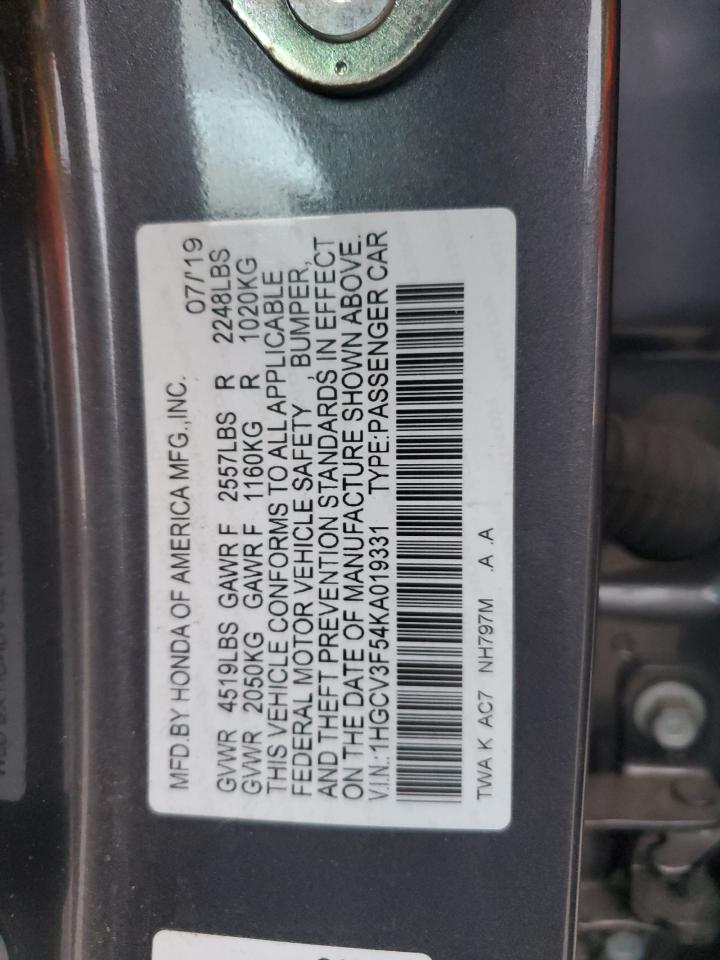 MFD.BY HONDA OF AMERICA MFG.,INC. 07/'19
GVWR 4519LBS GAWR F 2557LBS R 2248LBS
GVWR 2050KG GAWR F 1160KG R 1020KG
THIS VEHICLE CONFORMS TO ALL APPLICABLE
FEDERAL MOTOR VEHICLE SAFETY , BUMPER,
AND THEFT PREVENTION STANDARDS IN EFFECT
ON THE DATE OF MANUFACTURE SHOWN ABOVE.
V.I.N.:1HGCV3F54KA019331 TYPE:PASSENGER CAR
TWA K AC7 NH797M .A .A